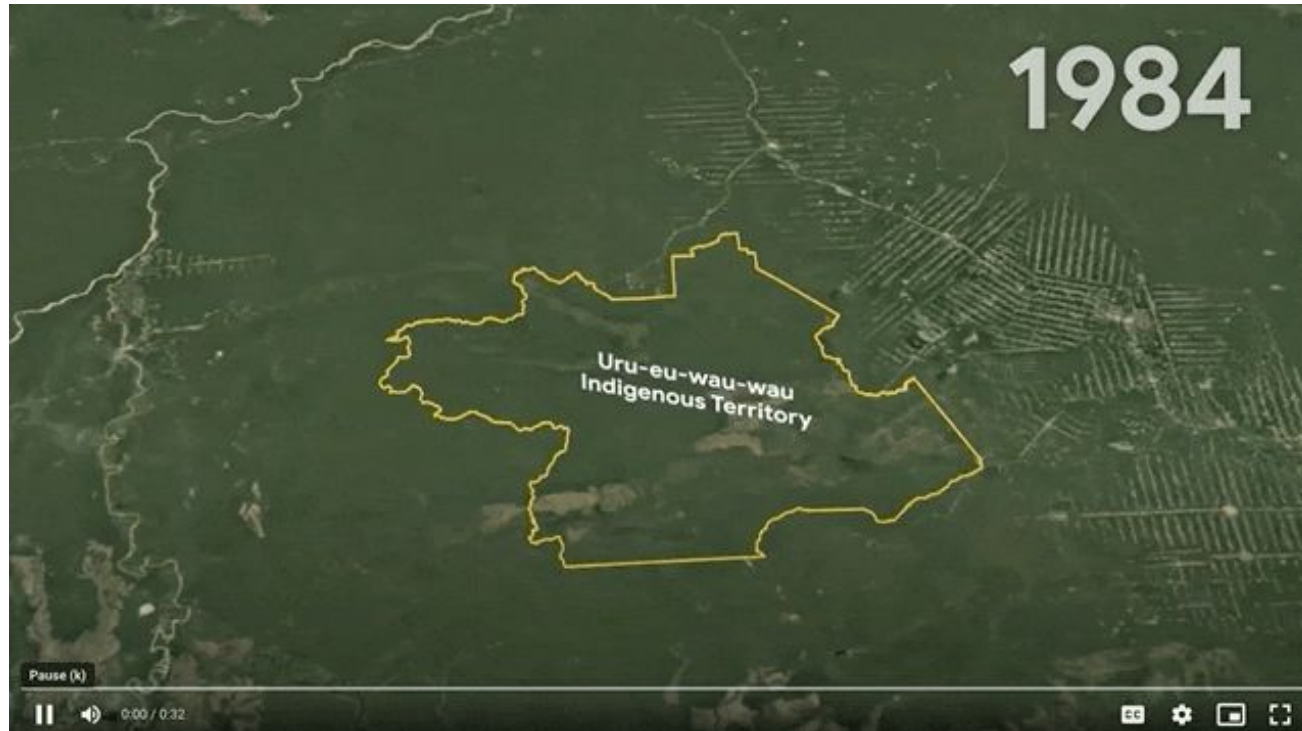 1984
Uru-eu-wau-wau
Indigenous Territory
Pause (k)
0:00 / 0:32
CC